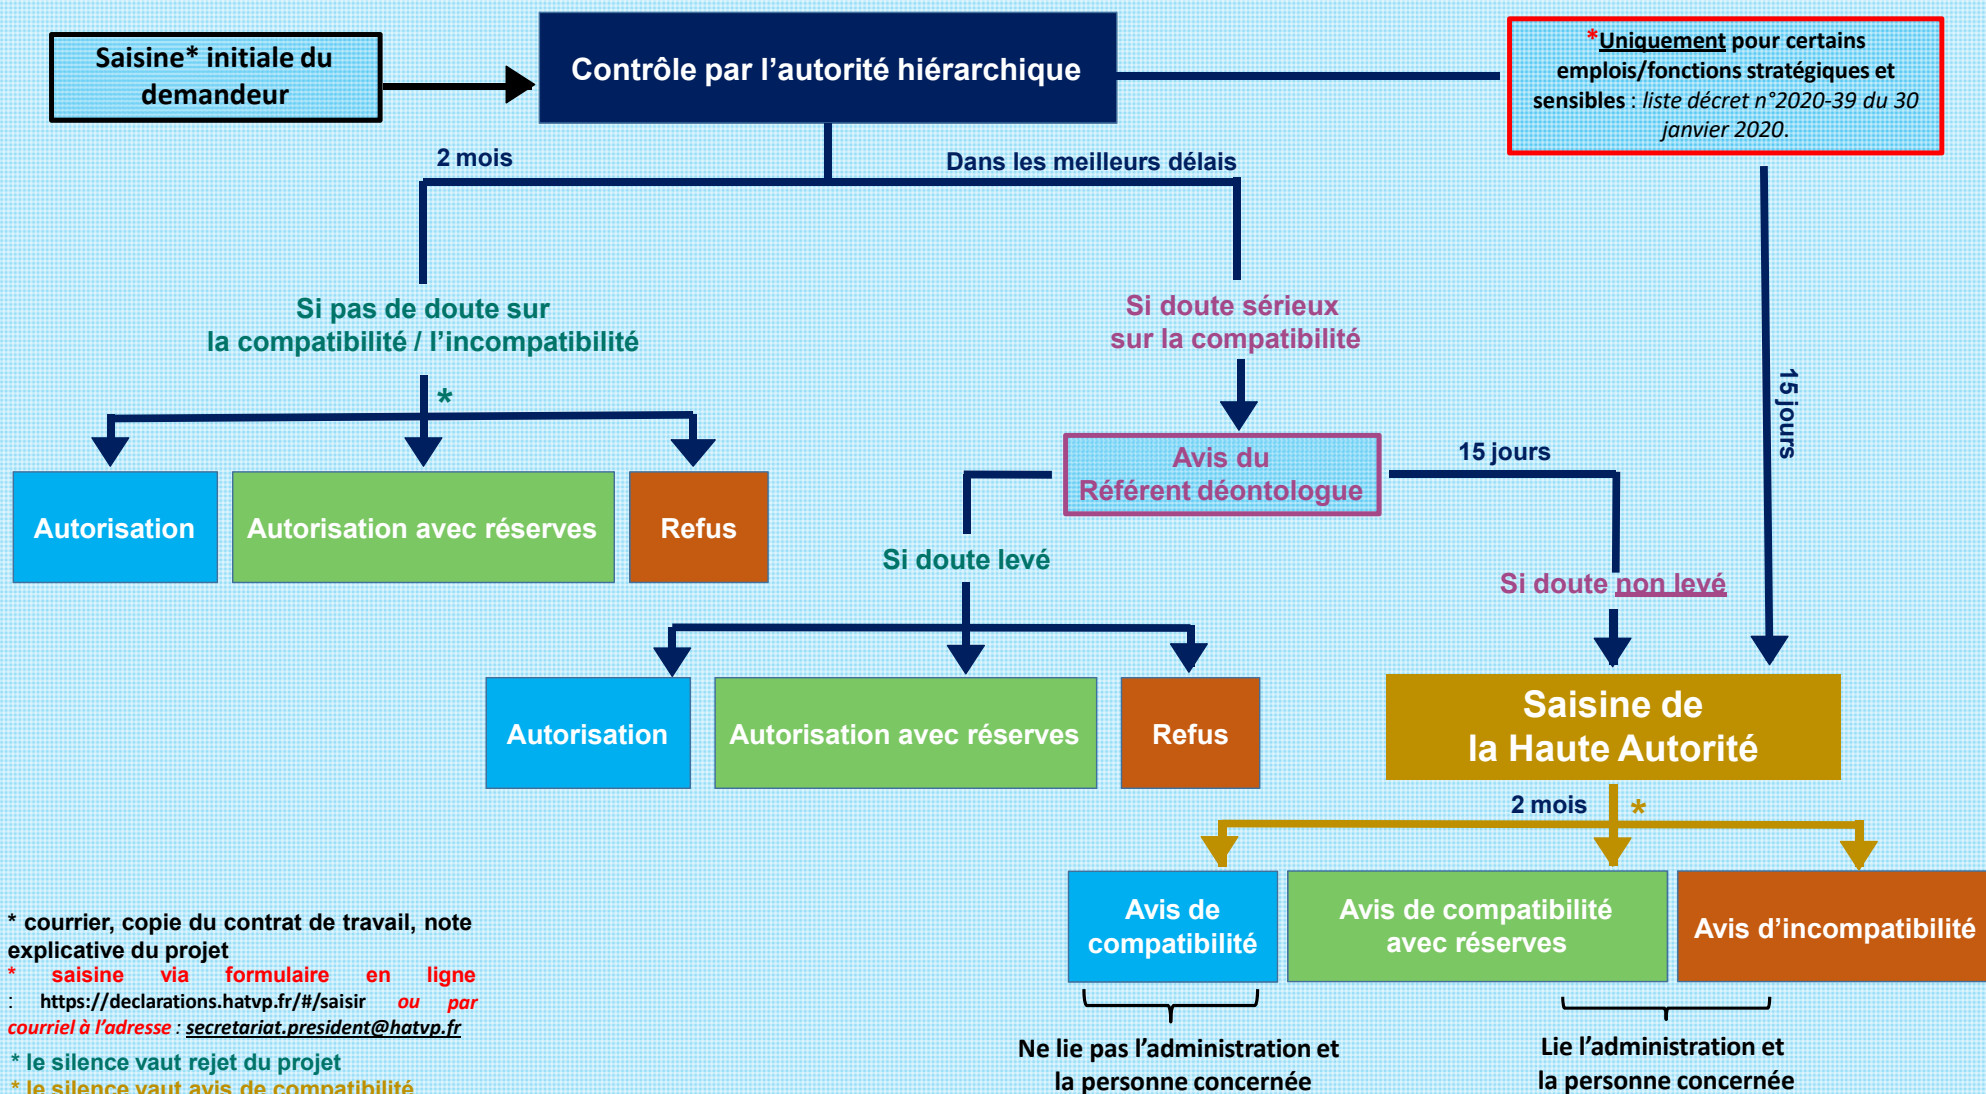 Saisine* initiale du
demandeur
Contrôle par l'autorité hiérarchique
*Uniquement pour certains
emplois/fonctions stratégiques et
sensibles : liste décret n°2020-39 du 30
janvier 2020.
2 mois
Dans les meilleurs délais
Si pas de doute sur
la compatibilité / l'incompatibilité
Si doute sérieux
sur la compatibilité
*
15 jours
Autorisation
Autorisation avec réserves
Refus
Avis du
Référent déontologue
15 jours
Si doute levé
Si doute non levé
Autorisation
Autorisation avec réserves
Refus
Saisine de
la Haute Autorité
2 mois
*
Avis de
compatibilité
Avis de compatibilité
avec réserves
Avis d'incompatibilité
Ne lie pas l'administration et
la personne concernée
Lie l'administration et
la personne concernée
* courrier, copie du contrat de travail, note
explicative du projet
* saisine via formulaire en ligne
: https://declarations.hatvp.fr/#/saisir ou par
courriel à l'adresse : secretariat.president@hatvp.fr
* le silence vaut rejet du projet
* le silence vaut avis de compatibilité